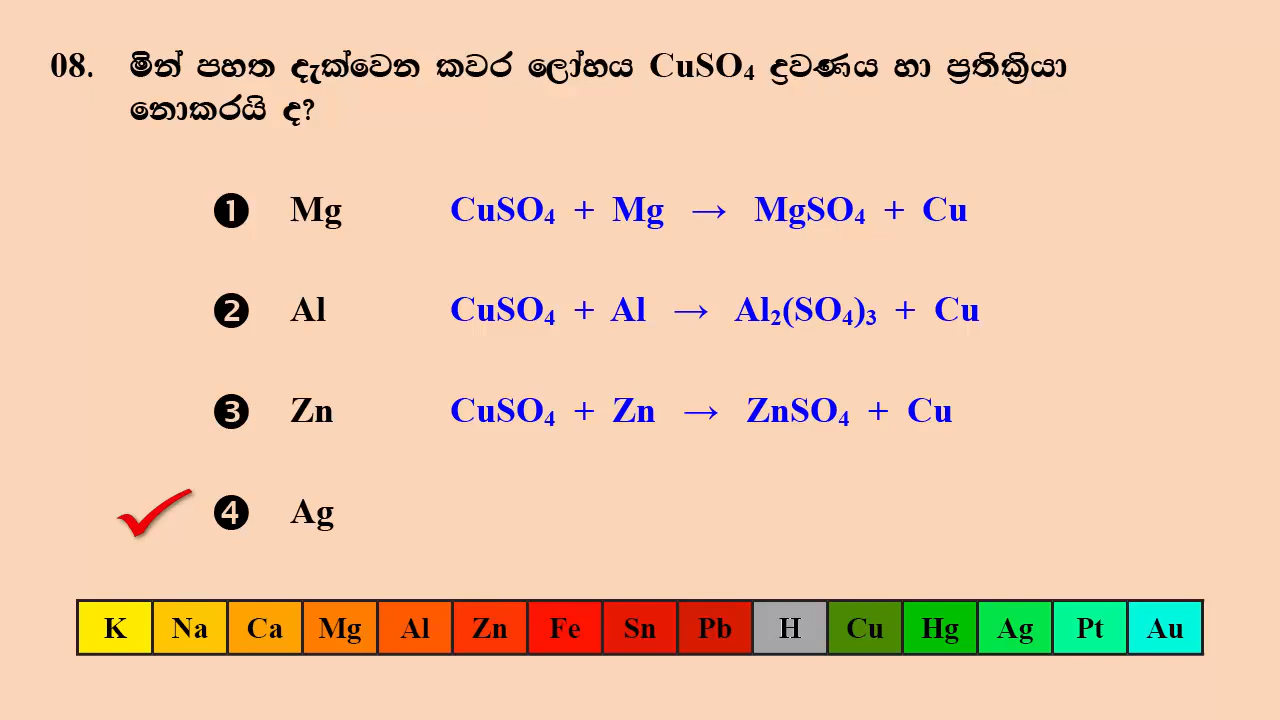 08. මින් පහත දැක්වෙන කවර ලෝහය CuSO₄ ද්‍රවණය හා ප්‍රතික්‍රියා
නොකරයි ද?
❶ Mg CuSO₄ + Mg → MgSO₄ + Cu
❷ Al CuSO₄ + Al → Al₂(SO₄)₃ + Cu
❸ Zn CuSO₄ + Zn → ZnSO₄ + Cu
❹ Ag
K Na Ca Mg Al Zn Fe Sn Pb H Cu Hg Ag Pt Au